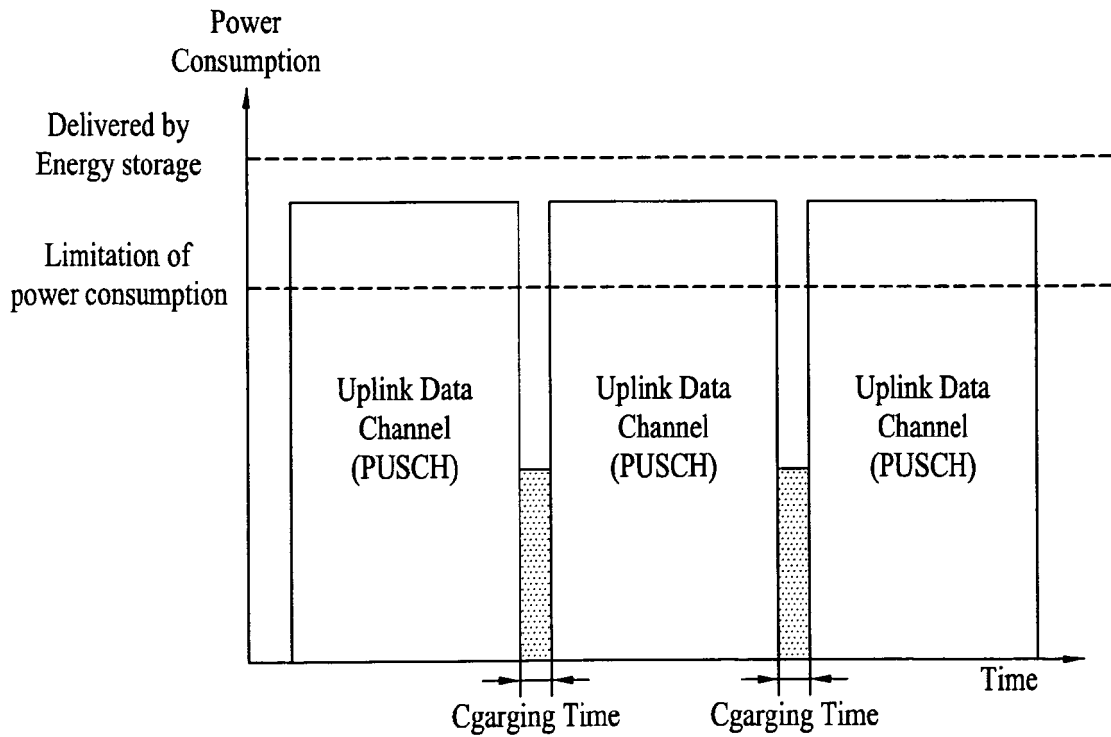 Power
Consumption
Delivered by
Energy storage
Limitation of
power consumption
Uplink Data
Channel
(PUSCH)
Uplink Data
Channel
(PUSCH)
Uplink Data
Channel
(PUSCH)
Time
Cgarging Time
Cgarging Time